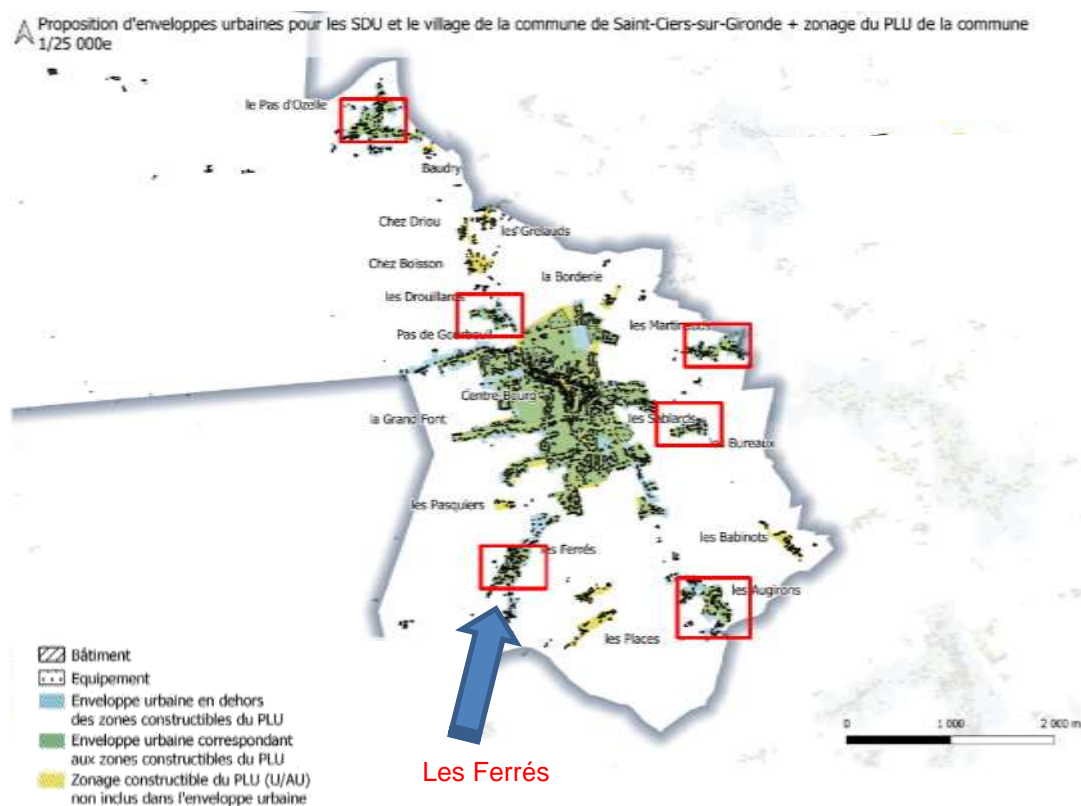 Proposition d'enveloppes urbaines pour les SDU et le village de la commune de Saint-Ciers-sur-Gironde + zonage du PLU de la commune
1/25 000e
le Pas d'Ozelle
Baudry
Chez Driou
les Grelauds
Chez Boisson
la Borderie
les Drouillards
les Martineaus
Pas de Gourbeuil
Centre-Bourg
la Grand Font
les Sablards
les Bureaux
les Pasquiers
les Babinots
les Ferrés
les Augirons
les Places
Bâtiment
Equipement
Enveloppe urbaine en dehors
des zones constructibles du PLU
Enveloppe urbaine correspondant
aux zones constructibles du PLU
Zonage constructible du PLU (U/AU)
non inclus dans l'enveloppe urbaine
0 1 000 2 000 m
Les Ferrés